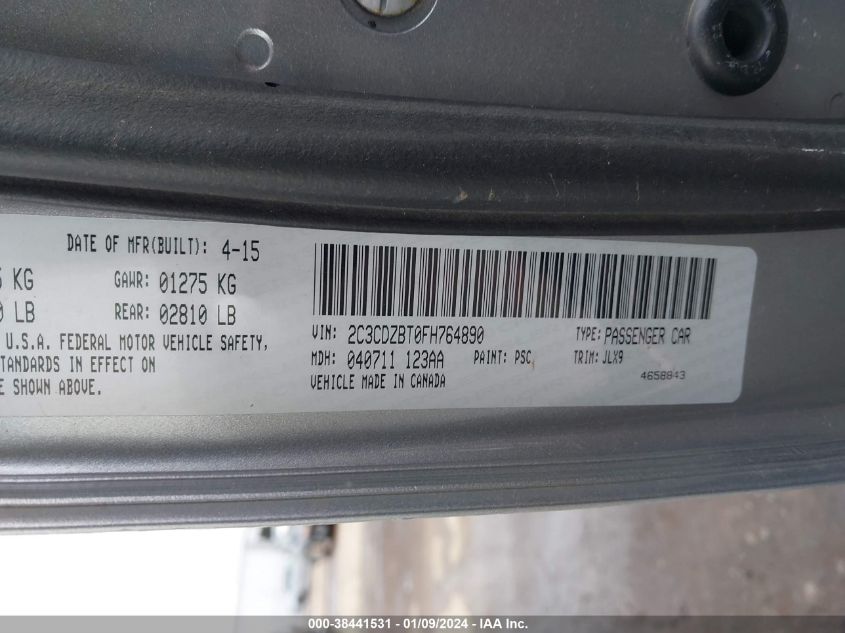 DATE OF MFR(BUILT): 4-15
KG GAWR: 01275 KG
LB REAR: 02810 LB
U.S.A. FEDERAL MOTOR VEHICLE SAFETY,
STANDARDS IN EFFECT ON
SHOWN ABOVE.
VIN: 2C3CDZBT0FH764890 TYPE: PASSENGER CAR
MDH: 040711 123AA PAINT: PSC TRIM: JLX9
VEHICLE MADE IN CANADA 4658843
000-38441531 - 01/09/2024 - IAA Inc.